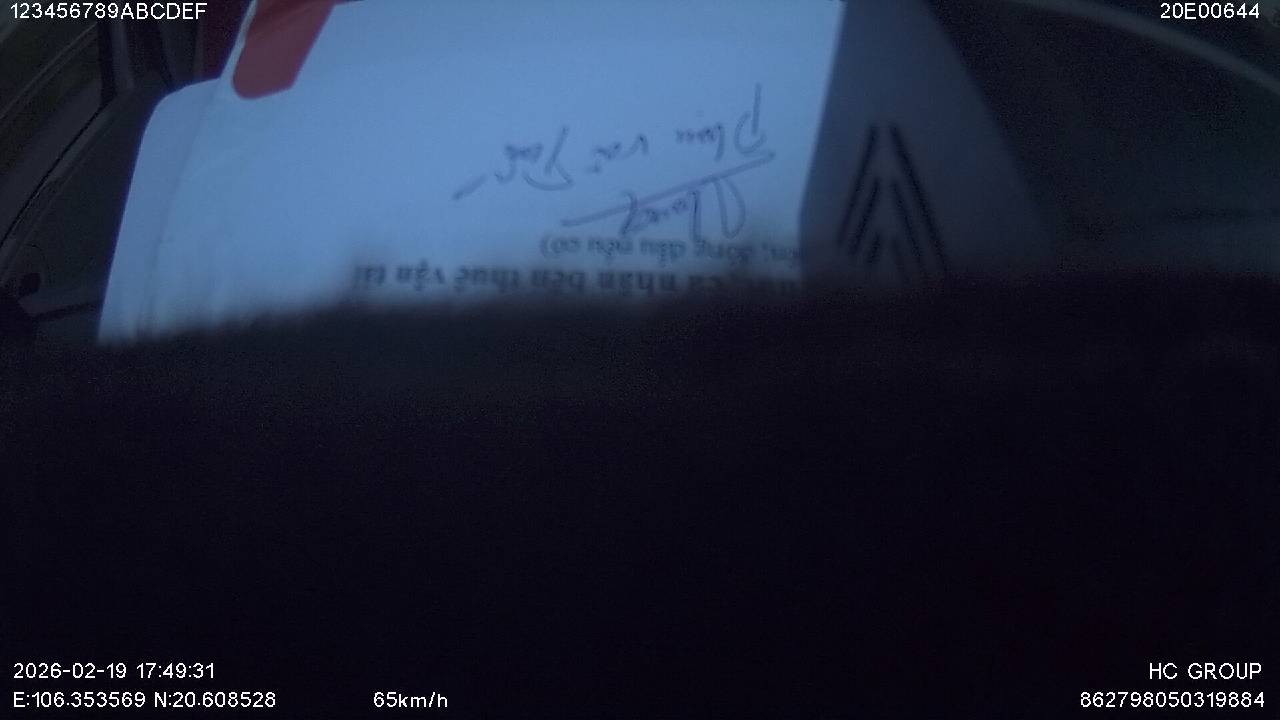 123456789ABCDEF
20E00644
cá nhân bên thuê vận tải
đóng dấu nếu có)
2026-02-19 17:49:31
E:106.353569 N:20.608528
65km/h
HC GROUP
862798050319884